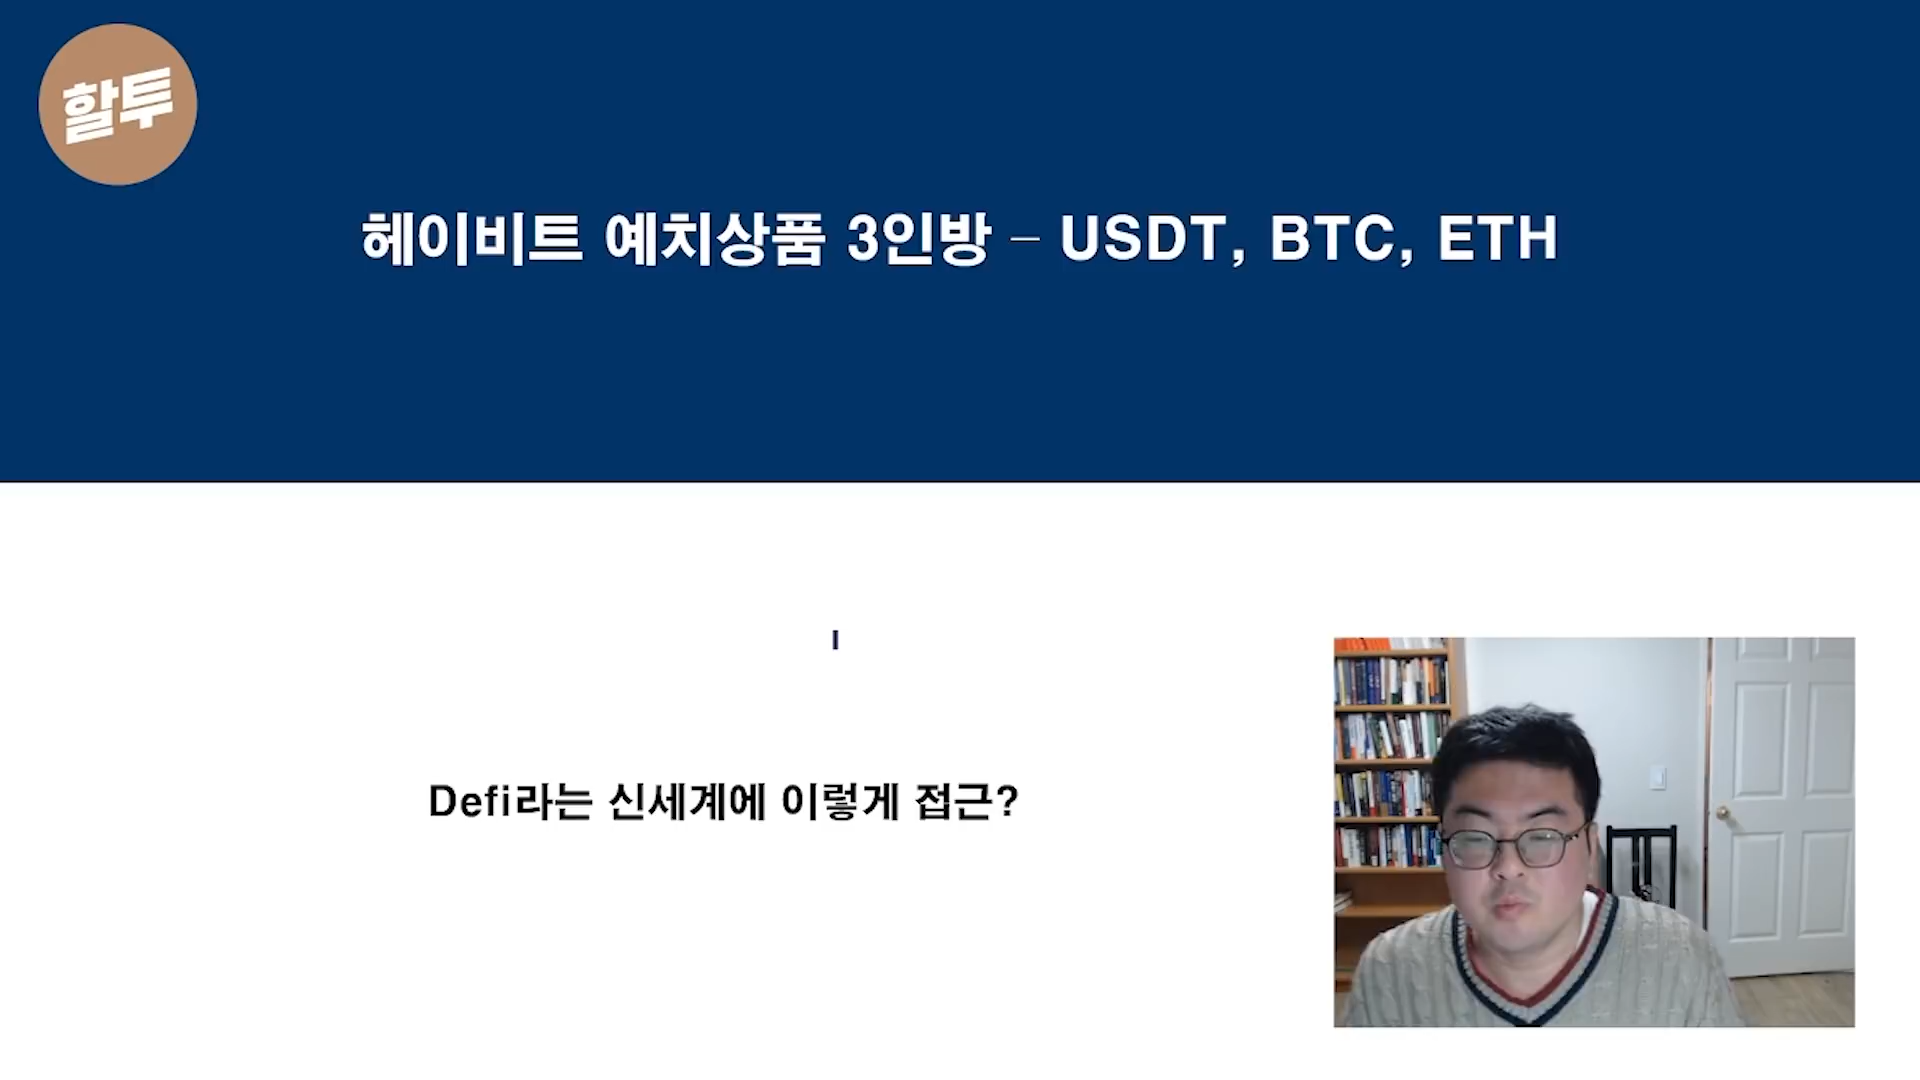 할투
헤이비트 예치상품 3인방 – USDT, BTC, ETH
Defi라는 신세계에 이렇게 접근?